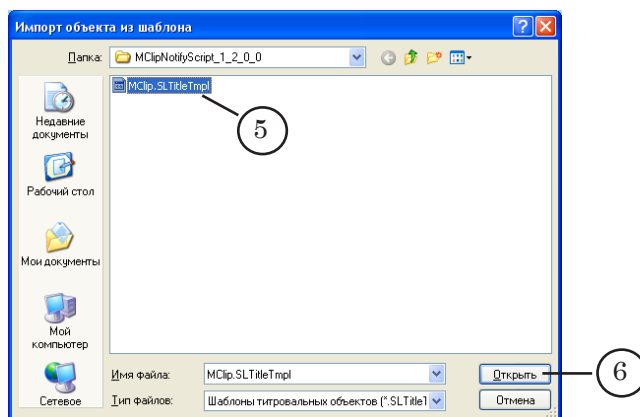 Импорт объекта из шаблона
Папка: MClipNotifyScript_1_2_0_0
MClip.SLTitleTmpl
5
Недавние документы
Рабочий стол
Мои документы
Мой компьютер
Сетевое
Имя файла: MClip.SLTitleTmpl Открыть
6
Тип файлов: Шаблоны титровальных объектов (*.SLTitleT Отмена